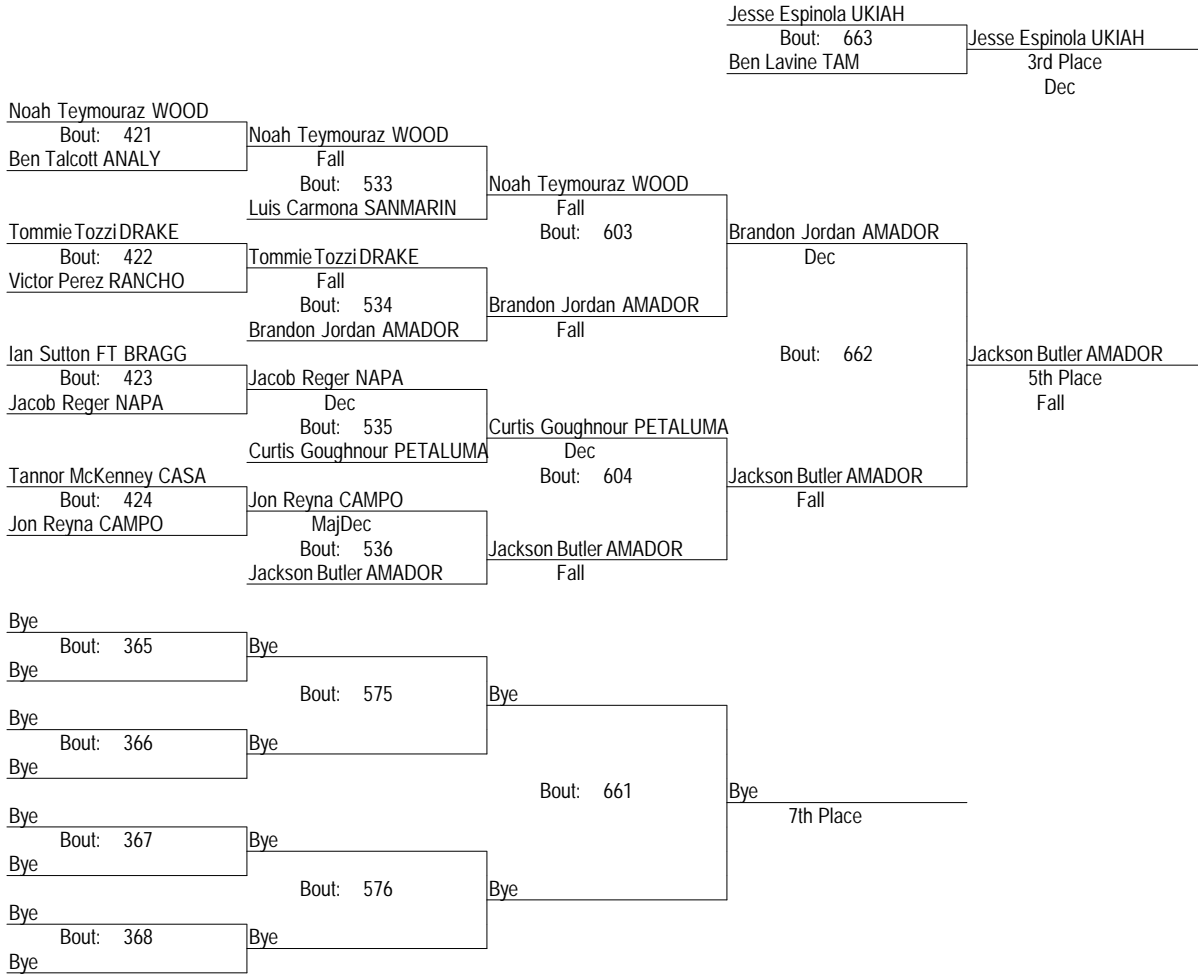 Jesse Espinola UKIAH
Bout: 663
Jesse Espinola UKIAH
Ben Lavine TAM
3rd Place
Dec
Noah Teymouraz WOOD
Bout: 421
Noah Teymouraz WOOD
Ben Talcott ANALY
Fall
Bout: 533
Noah Teymouraz WOOD
Luis Carmona SANMARIN
Fall
Tommie Tozzi DRAKE
Bout: 603
Brandon Jordan AMADOR
Bout: 422
Tommie Tozzi DRAKE
Dec
Victor Perez RANCHO
Fall
Bout: 534
Brandon Jordan AMADOR
Brandon Jordan AMADOR
Fall
Ian Sutton FT BRAGG
Bout: 662
Jackson Butler AMADOR
Bout: 423
Jacob Reger NAPA
5th Place
Jacob Reger NAPA
Dec
Fall
Bout: 535
Curtis Goughnour PETALUMA
Curtis Goughnour PETALUMA
Dec
Tannor McKenney CASA
Bout: 604
Jackson Butler AMADOR
Bout: 424
Jon Reyna CAMPO
Fall
Jon Reyna CAMPO
MajDec
Bout: 536
Jackson Butler AMADOR
Jackson Butler AMADOR
Fall
Bye
Bout: 365
Bye
Bye
Bout: 575
Bye
Bye
Bout: 366
Bye
Bye
Bout: 661
Bye
Bye
7th Place
Bout: 367
Bye
Bye
Bout: 576
Bye
Bye
Bout: 368
Bye
Bye